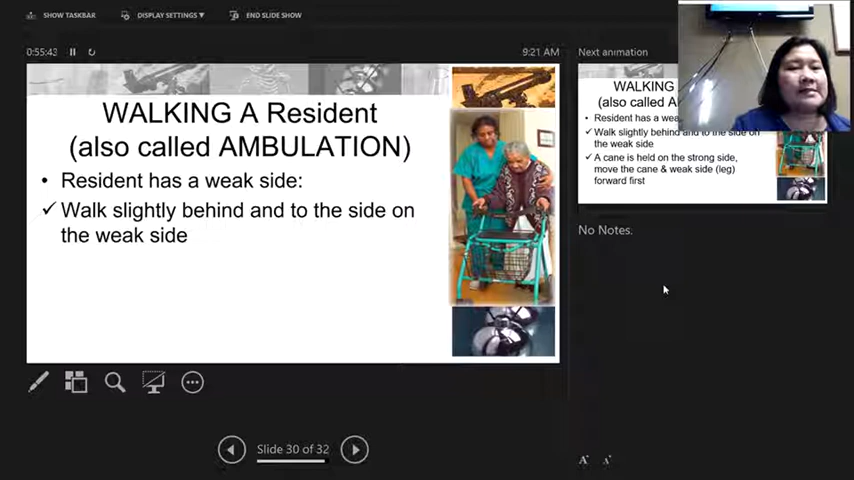 SHOW TASKBAR
DISPLAY SETTINGS ▼
END SLIDE SHOW
0:55:43
9:21 AM
WALKING A Resident
(also called AMBULATION)
• Resident has a weak side:
✓ Walk slightly behind and to the side on
the weak side
Slide 30 of 32
Next animation
WALKING
(also called A
• Resident has a wea
✓ Walk slightly behind and to the side on
the weak side
✓ A cane is held on the strong side,
move the cane & weak side (leg)
forward first
No Notes.
A A